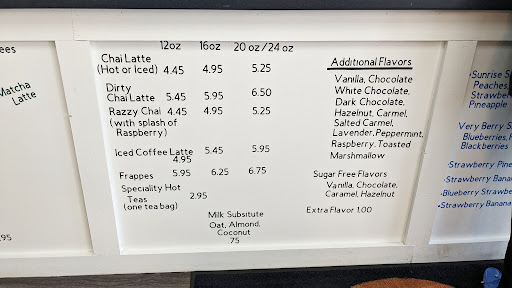 ees
Matcha
Latte
.95
12oz 16oz 20 oz/24 oz
Chai Latte
(Hot or Iced) 4.45 4.95 5.25
Dirty
Chai Latte 5.45 5.95 6.50
Razzy Chai 4.45 4.95 5.25
(with splash of
Raspberry)
Iced Coffee Latte 5.45 5.95
4.95
Frappes 5.95 6.25 6.75
Speciality Hot
Teas 2.95
(one tea bag)
Milk Subsitute
Oat, Almond,
Coconut
.75
Additional Flavors
Vanilla, Chocolate
White Chocolate,
Dark Chocolate,
Hazelnut, Carmel,
Salted Carmel,
Lavender, Peppermint,
Raspberry, Toasted
Marshmallow
Sugar Free Flavors
Vanilla, Chocolate,
Caramel, Hazelnut
Extra Flavor 1.00
•Sunrise S
Peaches,
Strawber
Pineapple
Very Berry S
Blueberries,
Blackberries
•Strawberry Pine
•Strawberry Bana
•Blueberry Strawbe
•Strawberry Banana